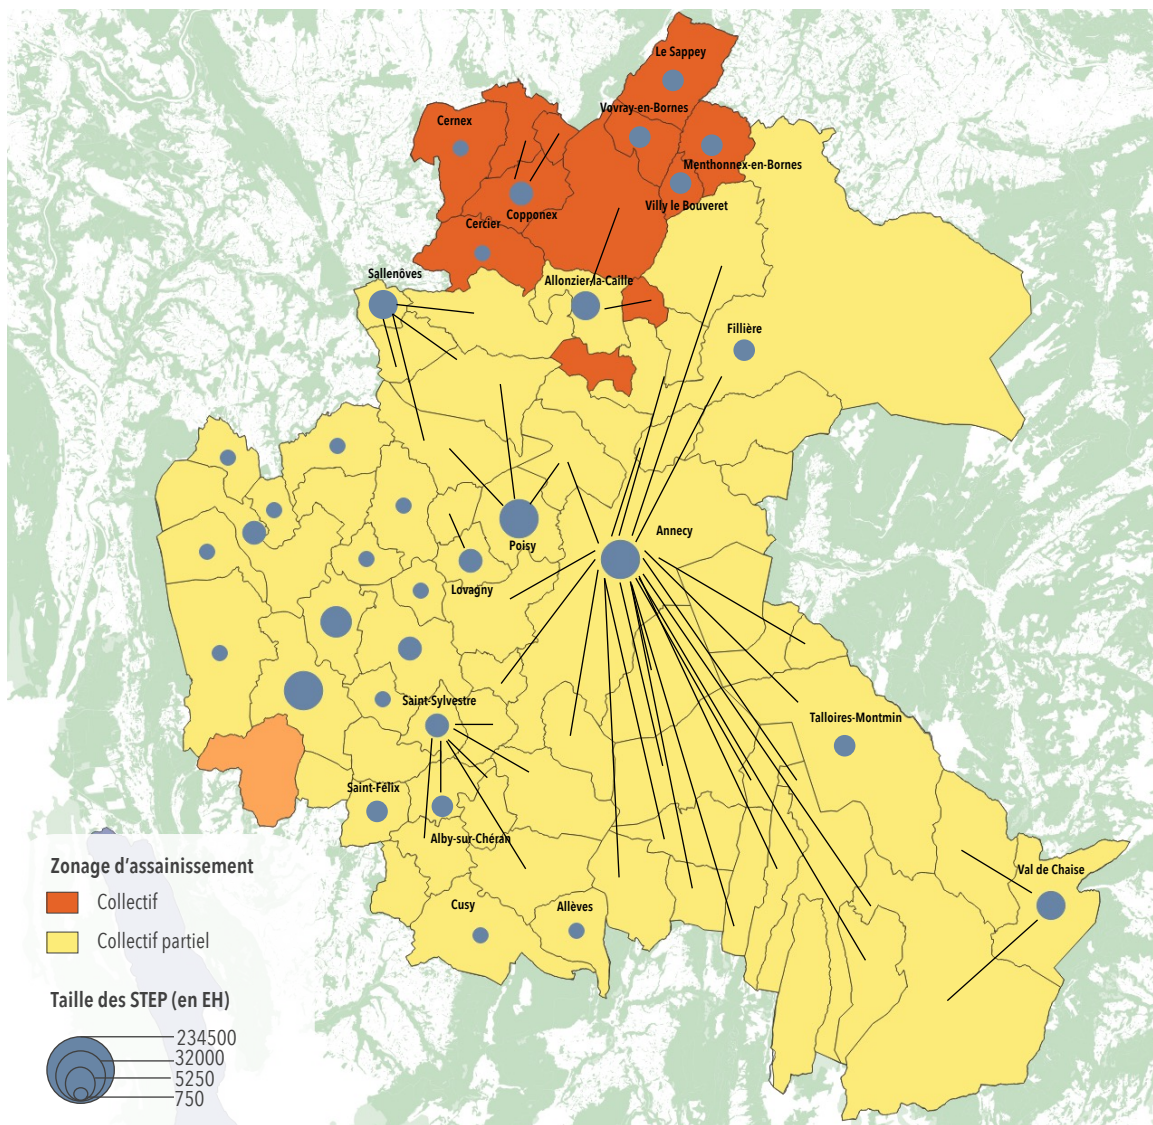 Le Sappey
Vovray-en-Bornes
Cernex
Menthonnex-en-Bornes
Villy le Bouveret
Copponex
Cercier
Sallenôves
Allonzier-la-Caille
Fillière
Annecy
Poisy
Lovagny
Saint-Sylvestre
Talloires-Montmin
Saint-Félix
Alby-sur-Chéran
Val de Chaise
Cusy
Allèves
Zonage d'assainissement
Collectif
Collectif partiel
Taille des STEP (en EH)
234500
32000
5250
750